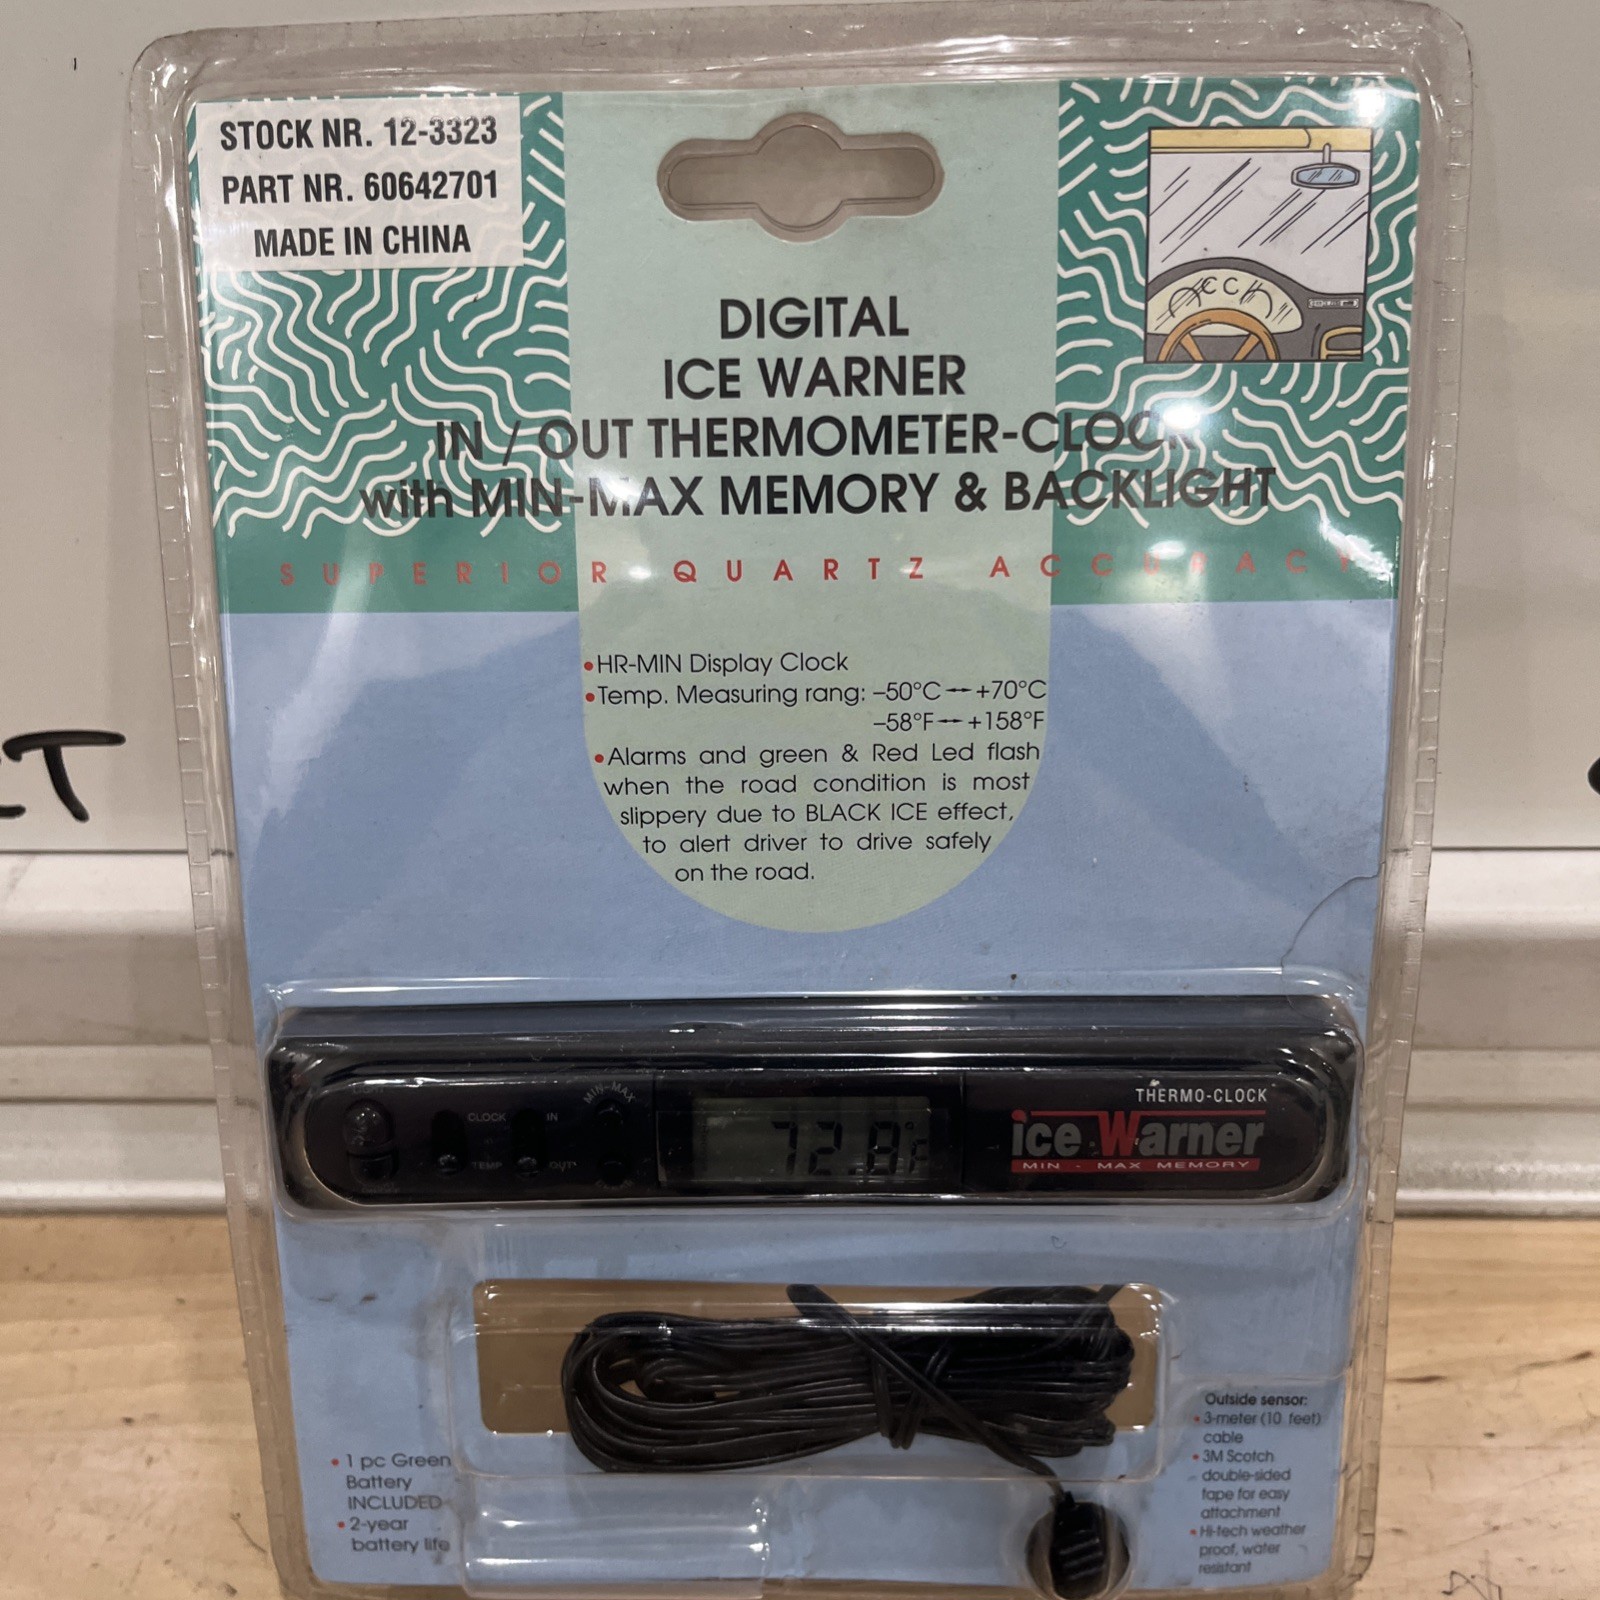 STOCK NR. 12-3323
PART NR. 60642701
MADE IN CHINA
DIGITAL
ICE WARNER
IN / OUT THERMOMETER-CLOCK
with MIN-MAX MEMORY & BACKLIGHT
SUPERIOR QUARTZ ACCURACY
•HR-MIN Display Clock
•Temp. Measuring rang: –50°C↔+70°C
–58°F↔+158°F
•Alarms and green & Red Led flash
when the road condition is most
slippery due to BLACK ICE effect,
to alert driver to drive safely
on the road.
MIN-MAX
CLOCK IN
TEMP OUT
72.8°F
THERMO-CLOCK
ice Warner
MIN - MAX MEMORY
• 1 pc Green
Battery
INCLUDED
• 2-year
battery life
Outside sensor:
• 3-meter (10 feet)
cable
• 3M Scotch
double-sided
tape for easy
attachment
• Hi-tech weather
proof, water
resistant